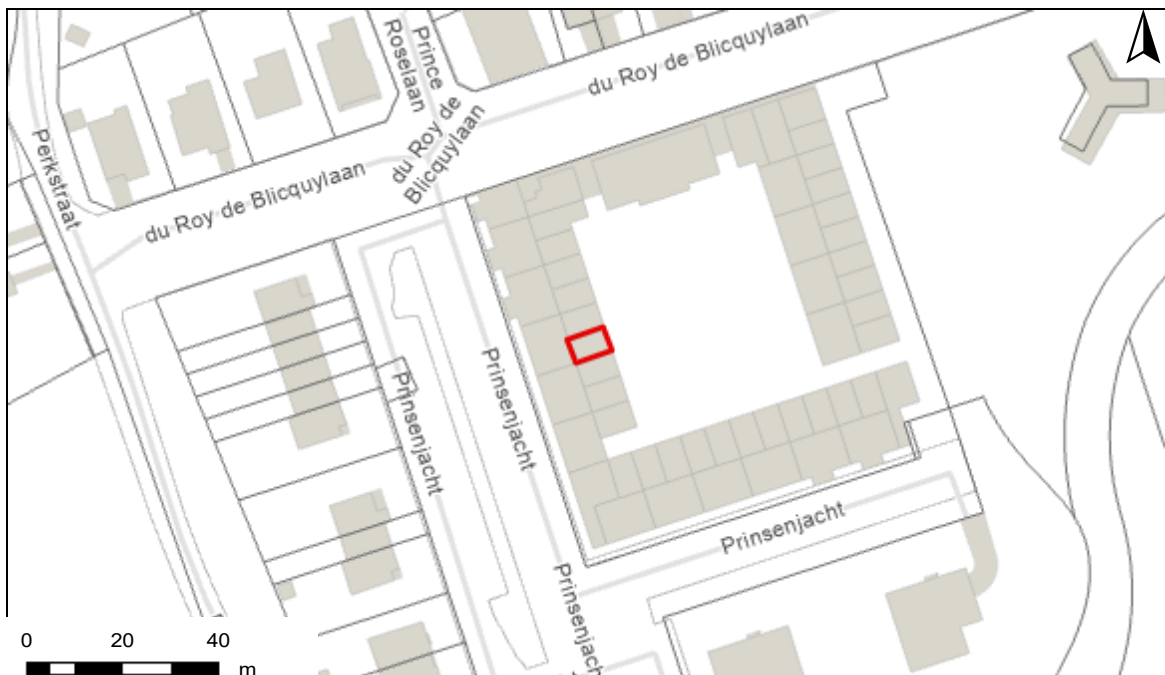 du Roy de Blicquylaan
Prince
Roselaan
du Roy de
Blicquylaan
Perkstraat
du Roy de Blicquylaan
Prinsenjacht
Prinsenjacht
Prinsenjacht
Prinsenjacht
0 20 40
m